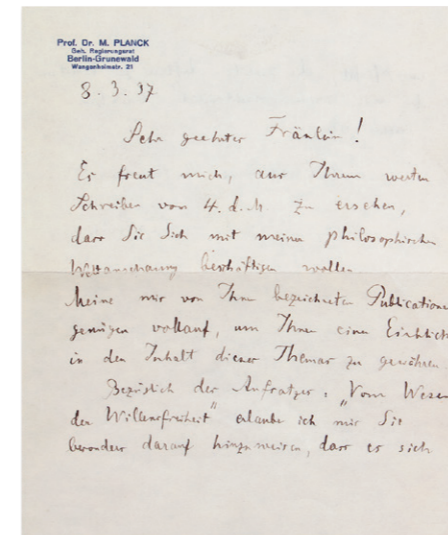 Prof. Dr. M. PLANCK
Geh. Regierungsrat
Berlin-Grunewald
Wangenheimstr. 21
8. 3. 37
Sehr geehrter Fräulein!
Es freut mich, aus Ihrem werten
Schreiben vom 4. d. M. zu ersehen,
dass Sie Sich mit meiner philosophischen
Weltanschauung beschäftigen wollen
Meine mir von Ihnen bezeichneten Publicatione
genügen vollauf, um Ihnen einen Einblick
in den Inhalt dieses Themas zu gewähren.
Bezüglich des "Vom Wesen
der Willensfreiheit" erlaube ich mir Sie
besonders darauf hinzuweisen, dass es sich